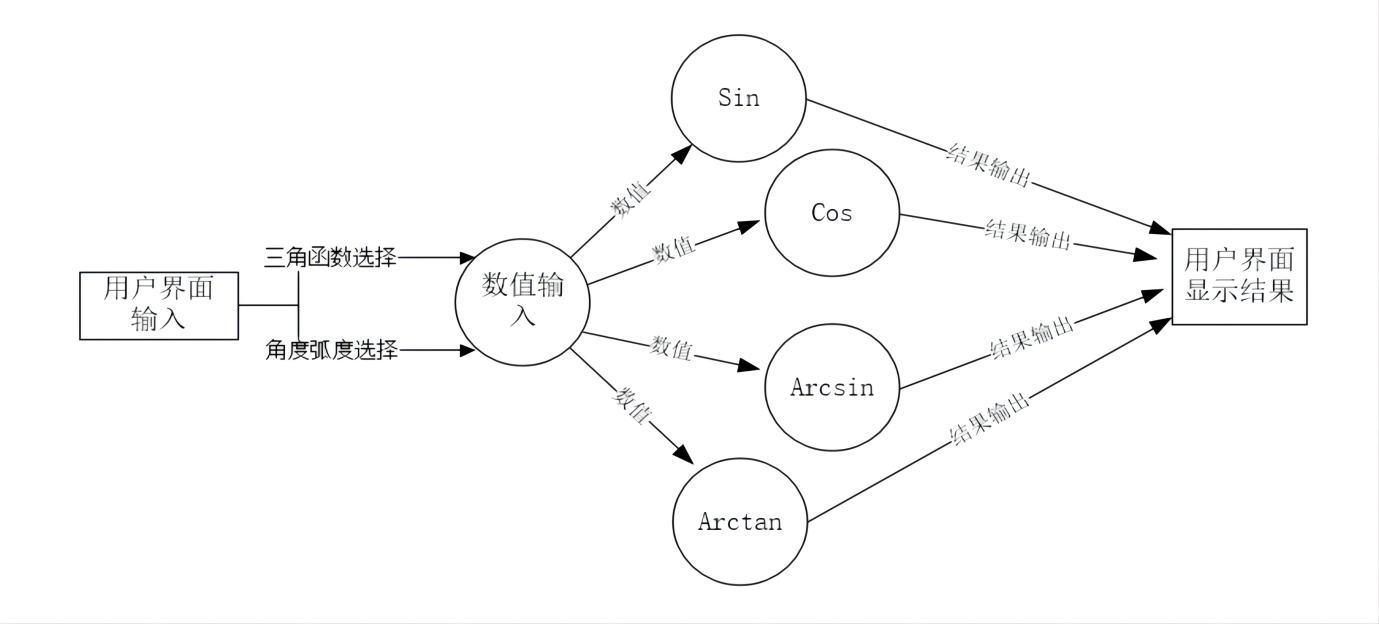 Sin
结果输出
Cos
数值
数值
结果输出
三角函数选择
用户界面
输入
数值输
入
用户界面
显示结果
角度弧度选择
数值
结果输出
Arcsin
数值
结果输出
Arctan